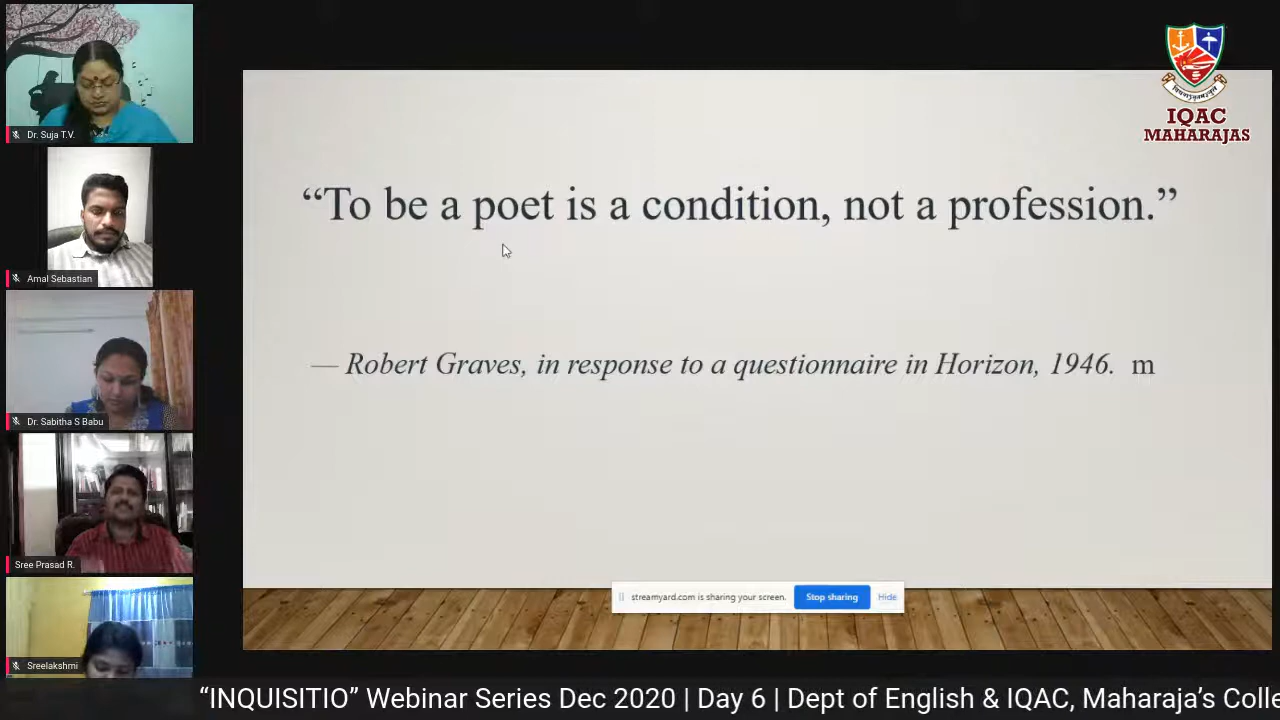 Dr. Suja T.V.
Amal Sebastian
Dr. Sabitha S Babu
Sree Prasad R.
Sreelakshmi
IQAC
MAHARAJAS
“To be a poet is a condition, not a profession.”
— Robert Graves, in response to a questionnaire in Horizon, 1946. m
streamyard.com is sharing your screen. Stop sharing Hide
“INQUISITIO” Webinar Series Dec 2020 | Day 6 | Dept of English & IQAC, Maharaja’s Colle